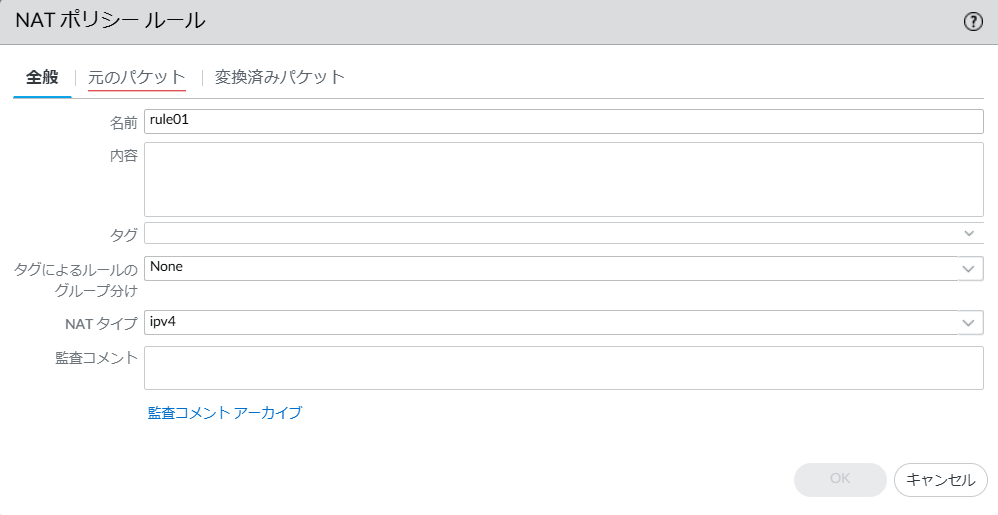 NAT ポリシー ルール
全般 元のパケット 変換済みパケット
名前 rule01
内容
タグ
タグによるルールの
グループ分け None
NAT タイプ ipv4
監査コメント
監査コメント アーカイブ
OK キャンセル